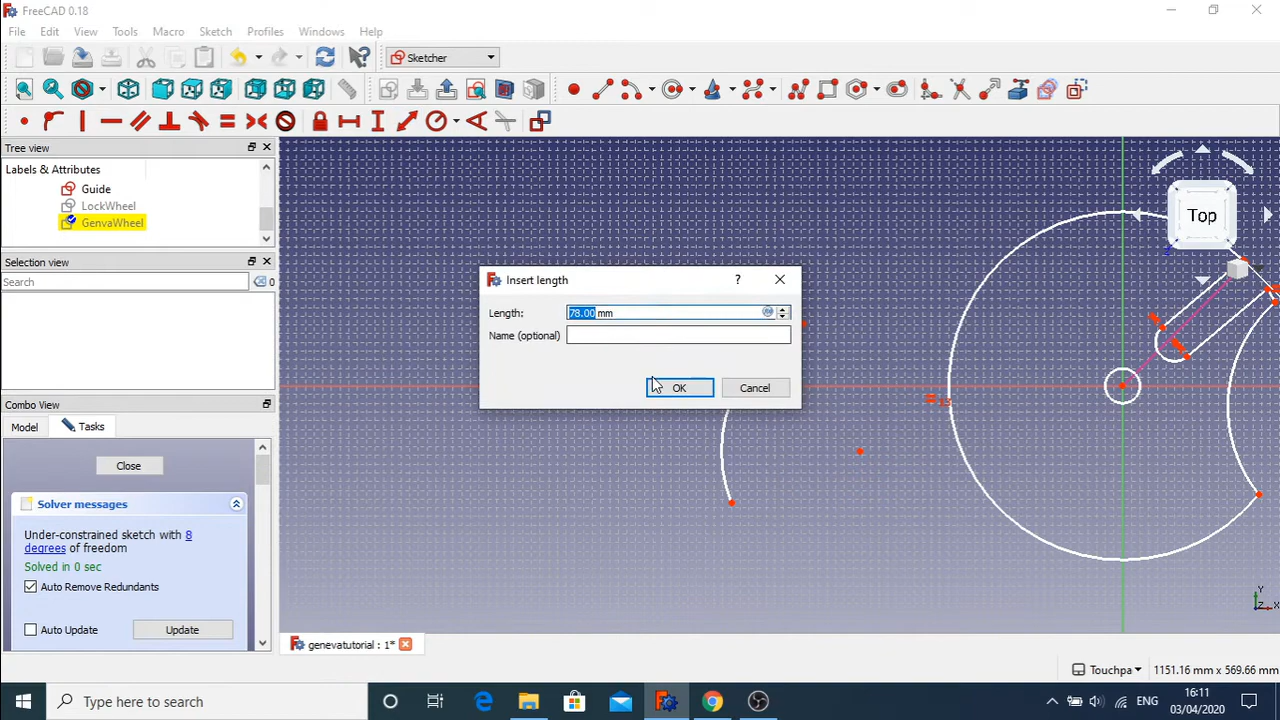 FreeCAD 0.18
File Edit View Tools Macro Sketch Profiles Windows Help
Sketcher
Tree view
Labels & Attributes
Guide
LockWheel
GenvaWheel
Selection view
Search
0
Combo View
Model Tasks
Close
Solver messages
Under-constrained sketch with 8
degrees of freedom
Solved in 0 sec
Auto Remove Redundants
Auto Update Update
Insert length
?
Length: 78.00 mm
Name (optional)
OK Cancel
Top
Y
Z X
genevatutorial : 1*
Touchpa 1151.16 mm x 569.66 mm
Type here to search
ENG
16:11
03/04/2020